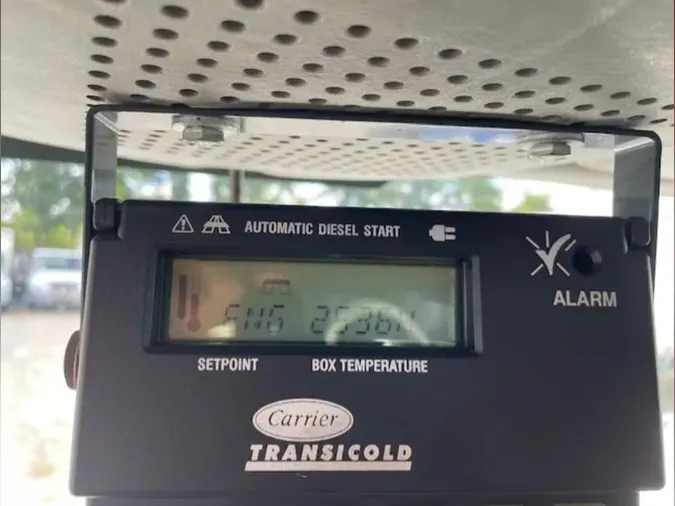 AUTOMATIC DIESEL START
ALARM
ENG 2536H
SETPOINT BOX TEMPERATURE
Carrier
TRANSICOLD